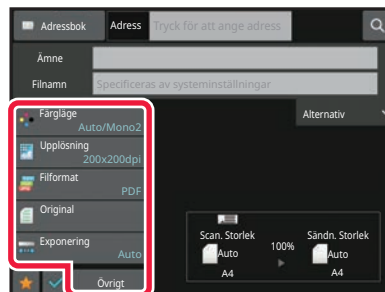 Adressbok
Adress
Tryck för att ange adress
Ämne
Filnamn
Specificeras av systeminställningar
Färgläge
Auto/Mono2
Alternativ
Upplösning
200x200dpi
Filformat
PDF
Original
Exponering
Auto
Övrigt
Scan. Storlek
Auto
A4
100%
Sändn. Storlek
Auto
A4